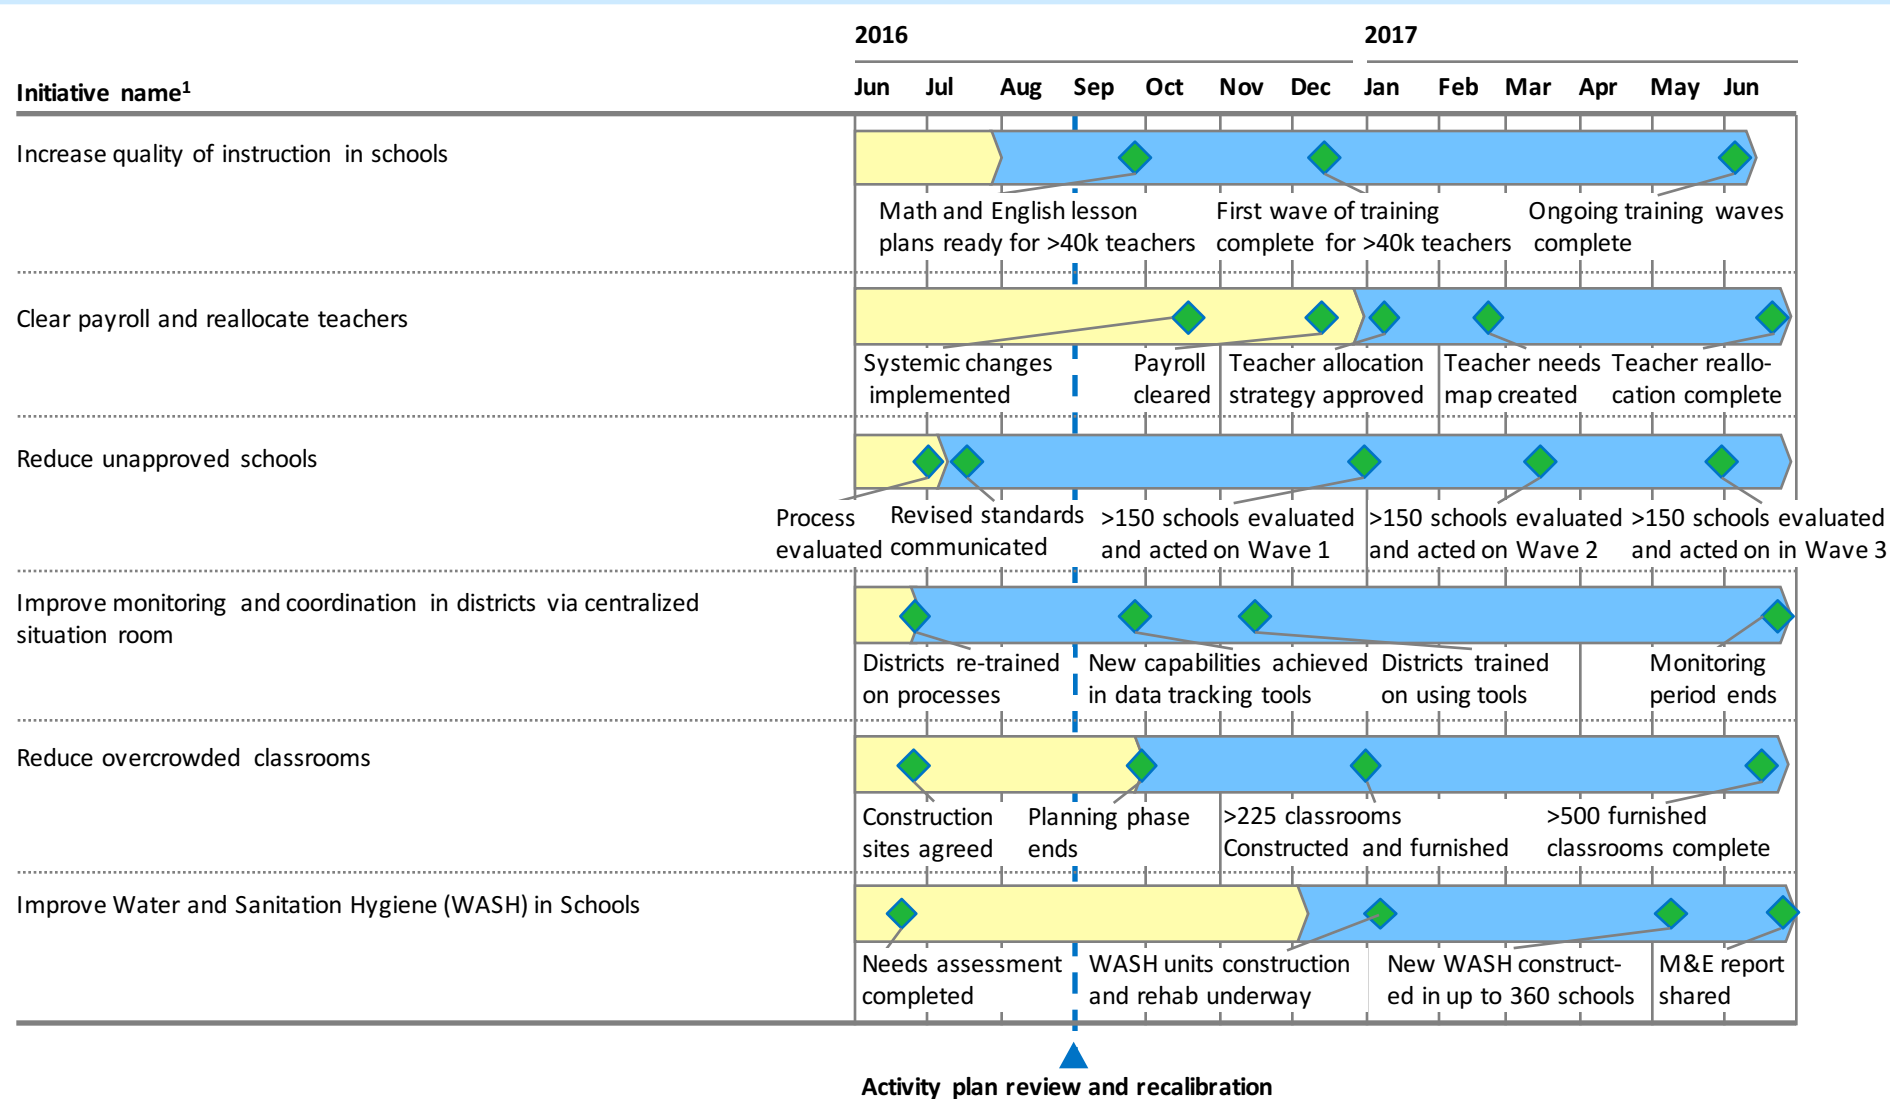 2016 2017
Initiative name1 Jun Jul Aug Sep Oct Nov Dec Jan Feb Mar Apr May Jun
Increase quality of instruction in schools
Math and English lesson
plans ready for >40k teachers
First wave of training
complete for >40k teachers
Ongoing training waves
complete
Clear payroll and reallocate teachers
Systemic changes
implemented
Payroll
cleared
Teacher allocation
strategy approved
Teacher needs
map created
Teacher reallo-
cation complete
Reduce unapproved schools
Process
evaluated
Revised standards
communicated
>150 schools evaluated
and acted on Wave 1
>150 schools evaluated
and acted on Wave 2
>150 schools evaluated
and acted on in Wave 3
Improve monitoring and coordination in districts via centralized
situation room
Districts re-trained
on processes
New capabilities achieved
in data tracking tools
Districts trained
on using tools
Monitoring
period ends
Reduce overcrowded classrooms
Construction
sites agreed
Planning phase
ends
>225 classrooms
Constructed and furnished
>500 furnished
classrooms complete
Improve Water and Sanitation Hygiene (WASH) in Schools
Needs assessment
completed
WASH units construction
and rehab underway
New WASH construct-
ed in up to 360 schools
M&E report
shared
Activity plan review and recalibration